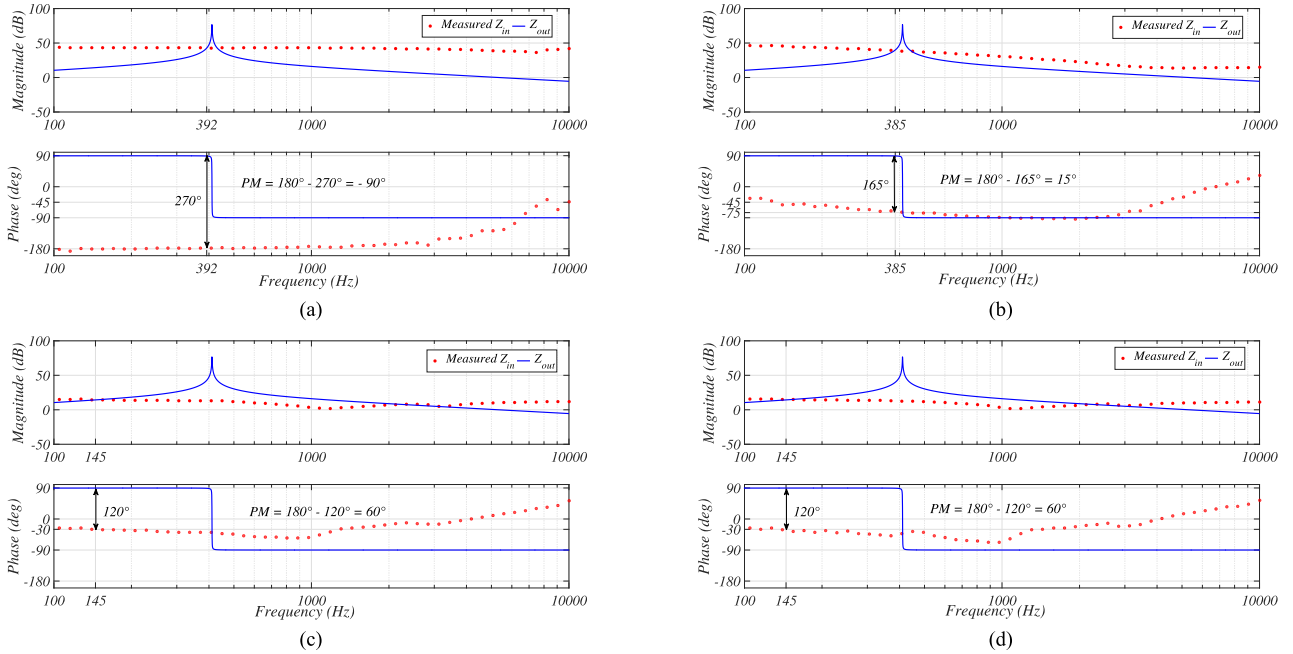 Magnitude (dB)
100
50
0
-50
Measured Z_in Z_out
100 392 1000 10000
Phase (deg)
90
0
-45
-90
-180
270°
PM = 180° - 270° = - 90°
100 392 1000 10000
Frequency (Hz)
(a)
Magnitude (dB)
100
50
0
-50
Measured Z_in Z_out
100 385 1000 10000
Phase (deg)
90
0
-45
-75
-180
165°
PM = 180° - 165° = 15°
100 385 1000 10000
Frequency (Hz)
(b)
Magnitude (dB)
100
50
0
-50
Measured Z_in Z_out
100 145 1000 10000
Phase (deg)
90
0
-30
-90
-180
120°
PM = 180° - 120° = 60°
100 145 1000 10000
Frequency (Hz)
(c)
Magnitude (dB)
100
50
0
-50
Measured Z_in Z_out
100 145 1000 10000
Phase (deg)
90
0
-30
-90
-180
120°
PM = 180° - 120° = 60°
100 145 1000 10000
Frequency (Hz)
(d)